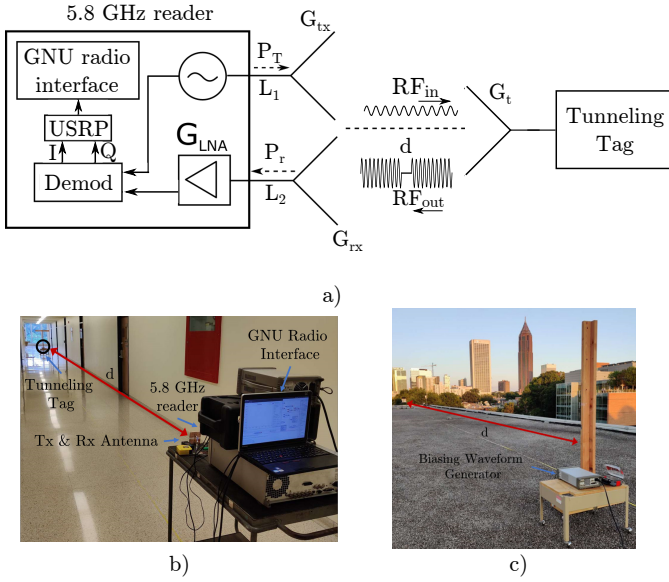 5.8 GHz reader
GNU radio
interface
USRP
I
Q
Demod
G_LNA
P_T
L_1
P_r
L_2
G_tx
G_rx
RF_in
d
RF_out
G_t
Tunneling
Tag
a)
d
Tunneling
Tag
5.8 GHz
reader
Tx & Rx Antenna
GNU Radio
Interface
b)
d
Biasing Waveform
Generator
c)